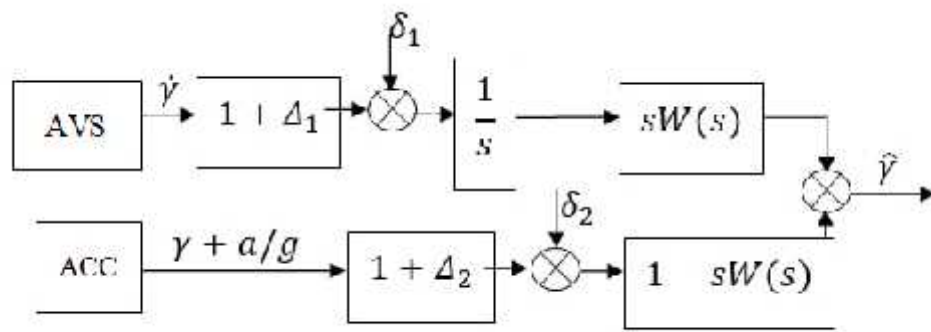 δ₁
AVS
γ̇
1 + Δ₁
1/s
sW(s)
γ̂
δ₂
ACC
γ + a/g
1 + Δ₂
1 sW(s)